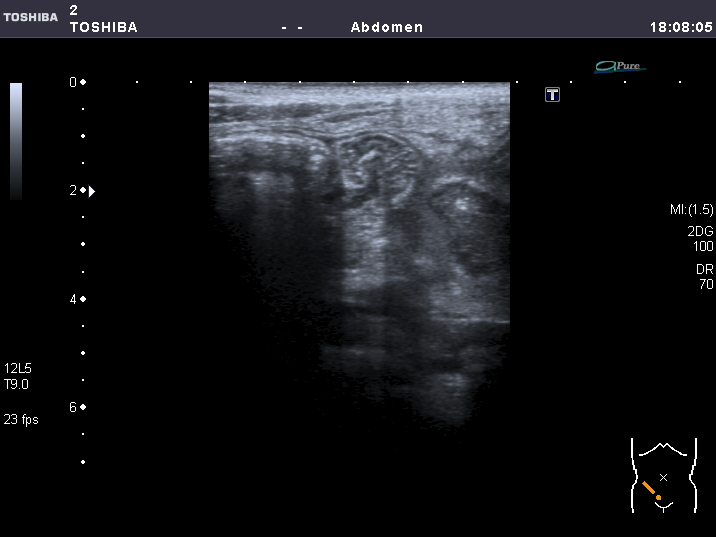 TOSHIBA
2
TOSHIBA
- -
Abdomen
18:08:05
aPure
0
T
2
MI:(1.5)
2DG
100
DR
70
4
12L5
T9.0
23 fps
6